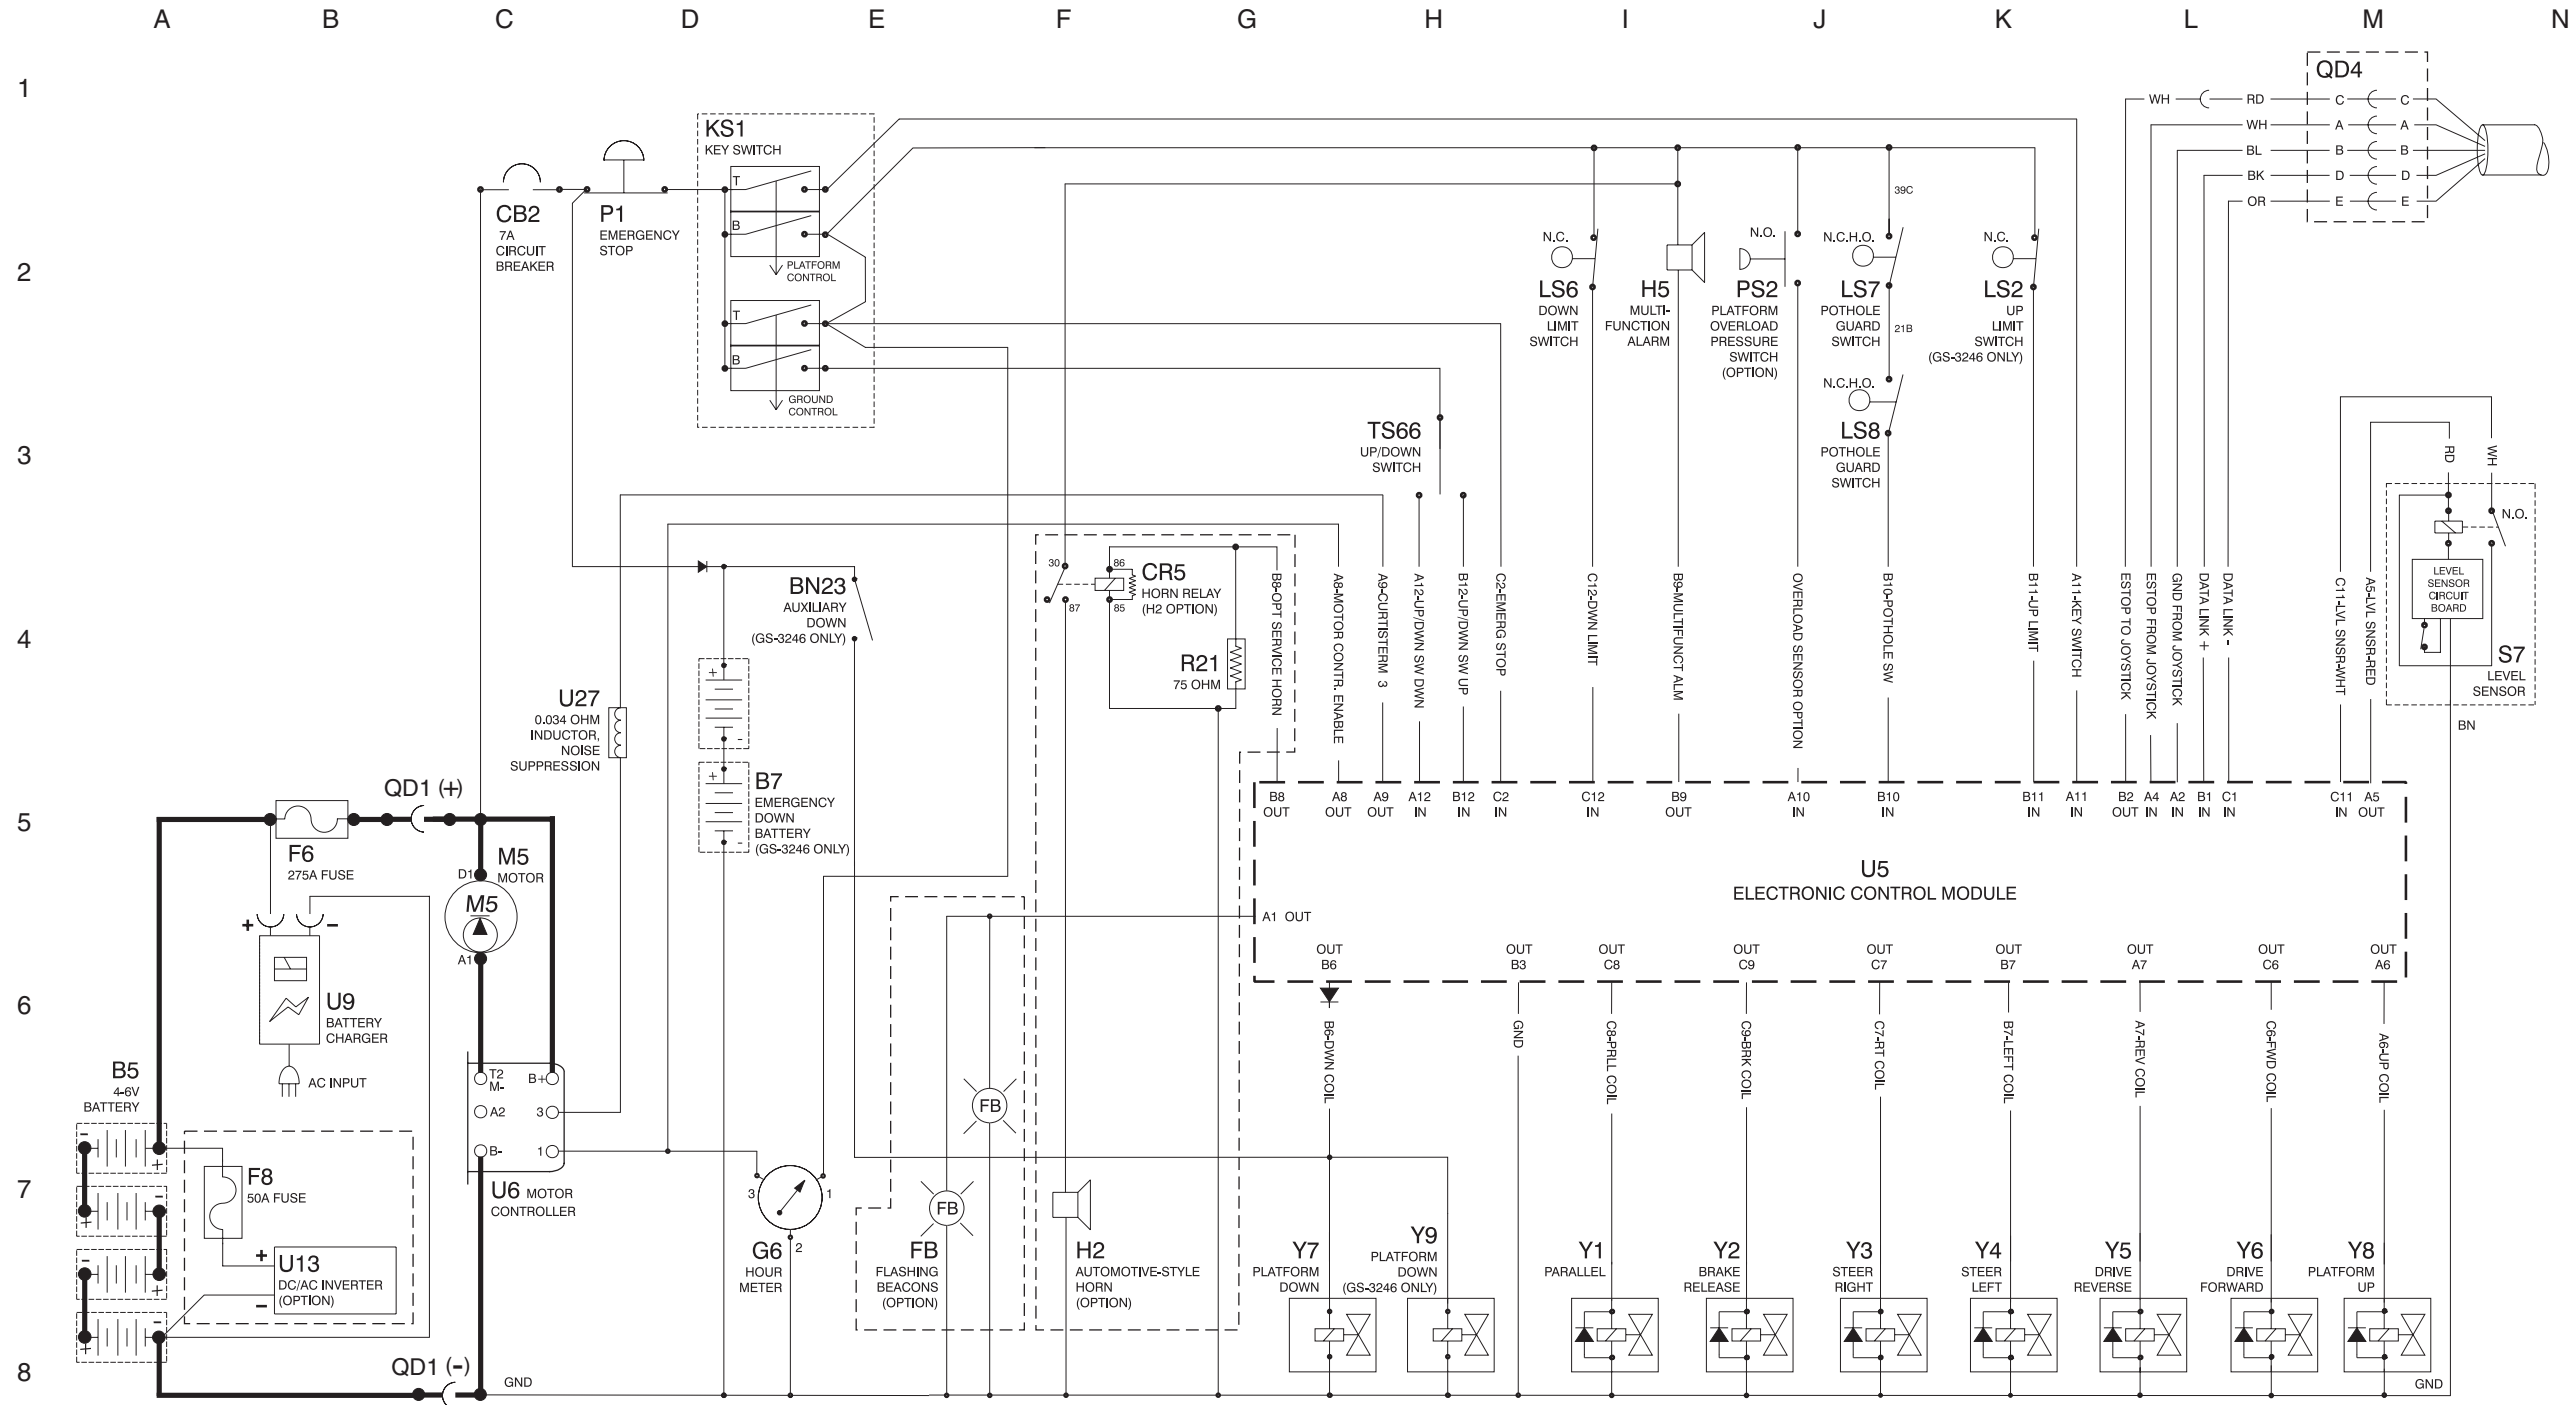 A B C D E F G H I J K L M N
1
2
3
4
5
6
7
8
KS1
KEY SWITCH
T
B
PLATFORM
CONTROL
T
B
GROUND
CONTROL
CB2
7A
CIRCUIT
BREAKER
P1
EMERGENCY
STOP
QD4
WH RD C C
WH A A
BL B B
BK D D
OR E E
N.C.
LS6
DOWN
LIMIT
SWITCH
H5
MULTI-
FUNCTION
ALARM
N.O.
PS2
PLATFORM
OVERLOAD
PRESSURE
SWITCH
(OPTION)
39C
N.C.H.O.
LS7
POTHOLE
GUARD
SWITCH
21B
N.C.H.O.
LS8
POTHOLE
GUARD
SWITCH
N.C.
LS2
UP
LIMIT
SWITCH
(GS-3246 ONLY)
TS66
UP/DOWN
SWITCH
RD
WH
N.O.
LEVEL
SENSOR
CIRCUIT
BOARD
S7
LEVEL
SENSOR
BN
BN23
AUXILIARY
DOWN
(GS-3246 ONLY)
30
87
86
85
CR5
HORN RELAY
(H2 OPTION)
R21
75 OHM
U27
0.034 OHM
INDUCTOR,
NOISE
SUPPRESSION
+
-
+
-
B7
EMERGENCY
DOWN
BATTERY
(GS-3246 ONLY)
B8-OPT SERVICE HORN
A8-MOTOR CONTR. ENABLE
A9-CURTISTERM 3
A12-UP/DWN SW DWN
B12-UP/DWN SW UP
C2-EMERG STOP
C12-DWN LIMIT
B9-MULTIFUNCT ALM
OVERLOAD SENSOR OPTION
B10-POTHOLE SW
B11-UP LIMIT
A11-KEY SWITCH
ESTOP TO JOYSTICK
ESTOP FROM JOYSTICK
GND FROM JOYSTICK
DATA LINK +
DATA LINK -
C11-LVL SNSR-WHT
A5-LVL SNSR-RED
B8 A8 A9 A12 B12 C2 C12 B9 A10 B10 B11 A11 B2 A4 A2 B1 C1 C11 A5
OUT OUT OUT IN IN IN IN OUT IN IN IN IN OUT IN IN IN IN IN OUT
U5
ELECTRONIC CONTROL MODULE
A1 OUT
OUT OUT OUT OUT OUT OUT OUT OUT OUT
B6 B3 C8 C9 C7 B7 A7 C6 A6
B6-DWN COIL
GND
C8-PRLL COIL
C9-BRK COIL
C7-RT COIL
B7-LEFT COIL
A7-REV COIL
C6-FWD COIL
A6-UP COIL
QD1 (+)
F6
275A FUSE
M5
MOTOR
D1
M5
A1
+
-
U9
BATTERY
CHARGER
AC INPUT
B5
4-6V
BATTERY
-
+
-
+
-
+
-
+
F8
50A FUSE
+
U13
DC/AC INVERTER
(OPTION)
-
T2
M-
B+
A2
3
B-
1
U6 MOTOR
CONTROLLER
3
1
2
G6
HOUR
METER
FB
FB
FB
FLASHING
BEACONS
(OPTION)
H2
AUTOMOTIVE-STYLE
HORN
(OPTION)
Y7
PLATFORM
DOWN
Y9
PLATFORM
DOWN
(GS-3246 ONLY)
Y1
PARALLEL
Y2
BRAKE
RELEASE
Y3
STEER
RIGHT
Y4
STEER
LEFT
Y5
DRIVE
REVERSE
Y6
DRIVE
FORWARD
Y8
PLATFORM
UP
QD1 (-)
GND
GND